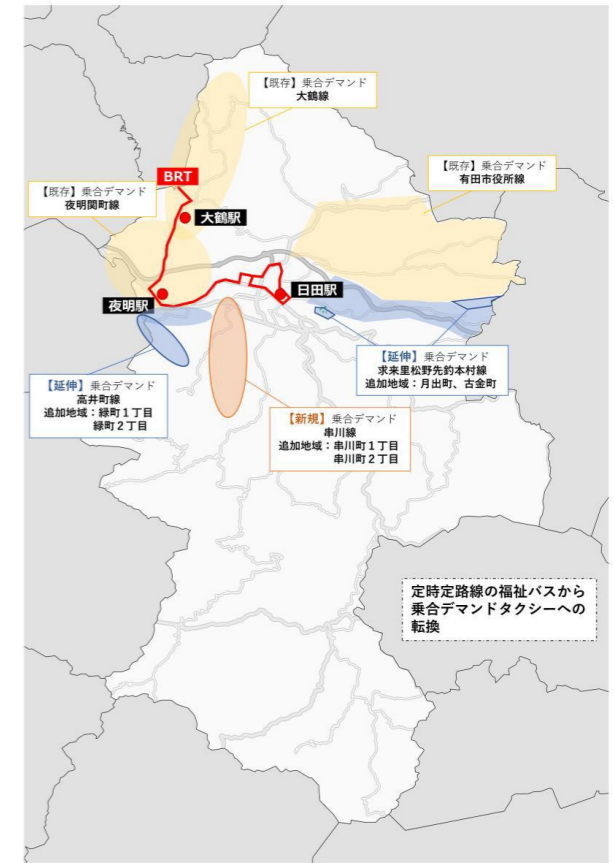 【既存】乗合デマンド
大鶴線
【既存】乗合デマンド
有田市役所線
BRT
【既存】乗合デマンド
夜明関町線
大鶴駅
夜明駅
日田駅
【延伸】乗合デマンド
求来里松野先釣本村線
追加地域：月出町、古金町
【延伸】乗合デマンド
高井町線
追加地域：緑町１丁目
緑町２丁目
【新規】乗合デマンド
串川線
追加地域：串川町１丁目
串川町２丁目
定時定路線の福祉バスから
乗合デマンドタクシーへの
転換